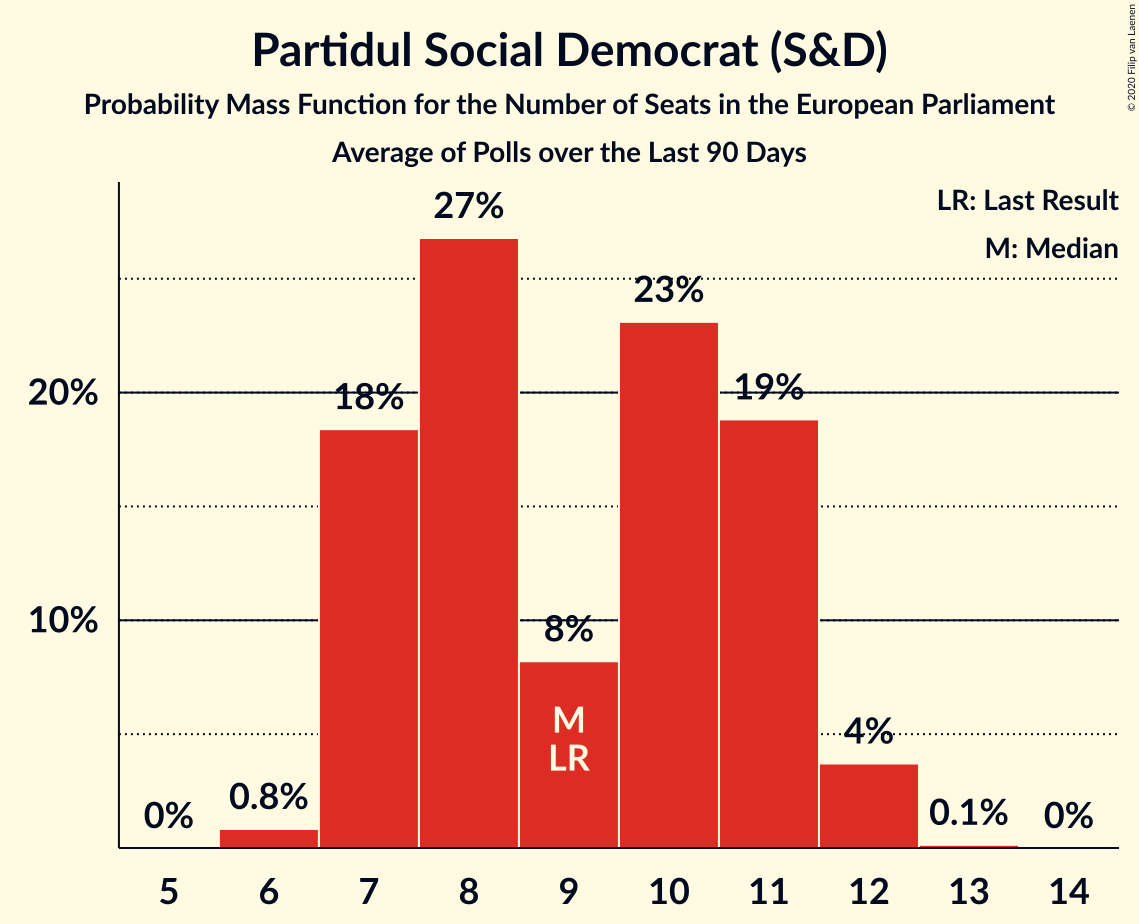 Partidul Social Democrat (S&D)
Probability Mass Function for the Number of Seats in the European Parliament
Average of Polls over the Last 90 Days
© 2020 Filip van Laenen
LR: Last Result
M: Median
27%
23%
20%
18%
19%
10%
8%
M
LR
4%
0%
0.8%
0.1%
0%
5 6 7 8 9 10 11 12 13 14